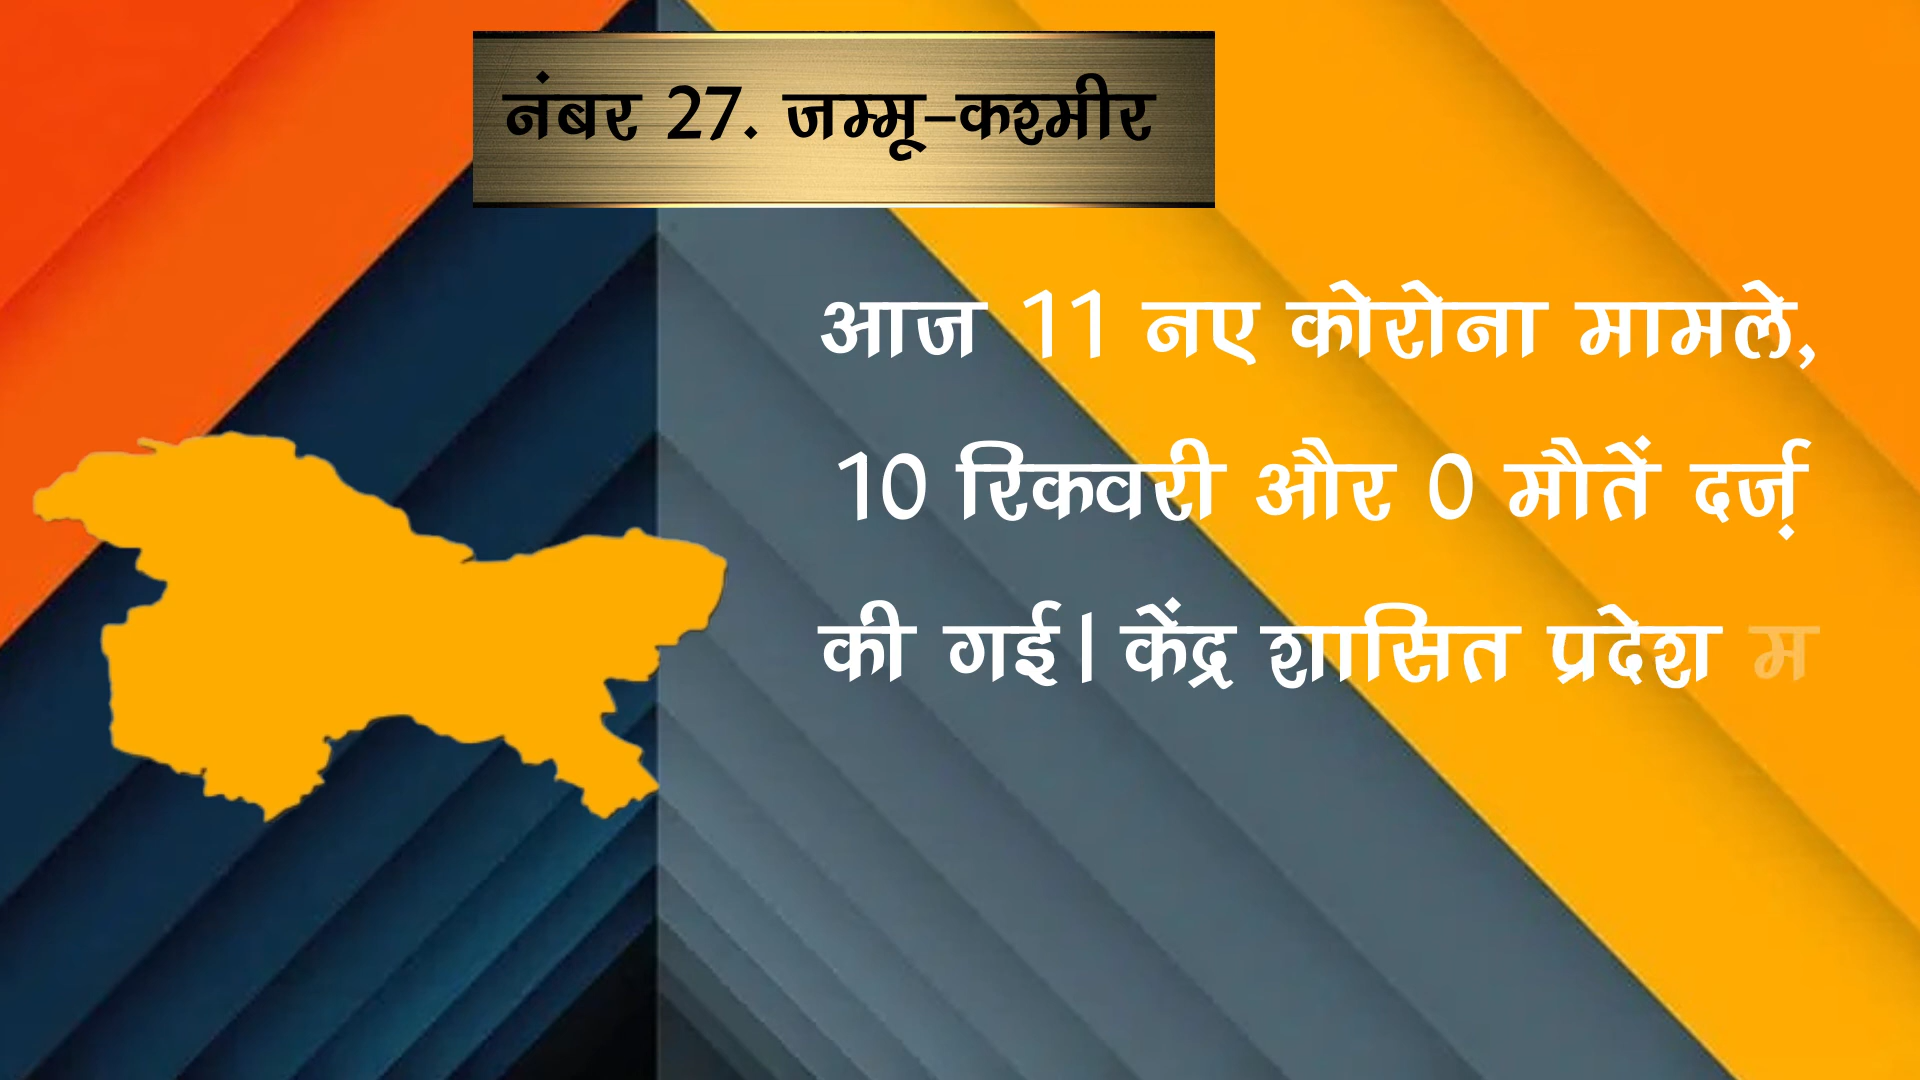 नंबर 27. जम्मू-कश्मीर
आज 11 नए कोरोना मामले,
10 रिकवरी और 0 मौतें दर्ज़
की गई। केंद्र शासित प्रदेश म